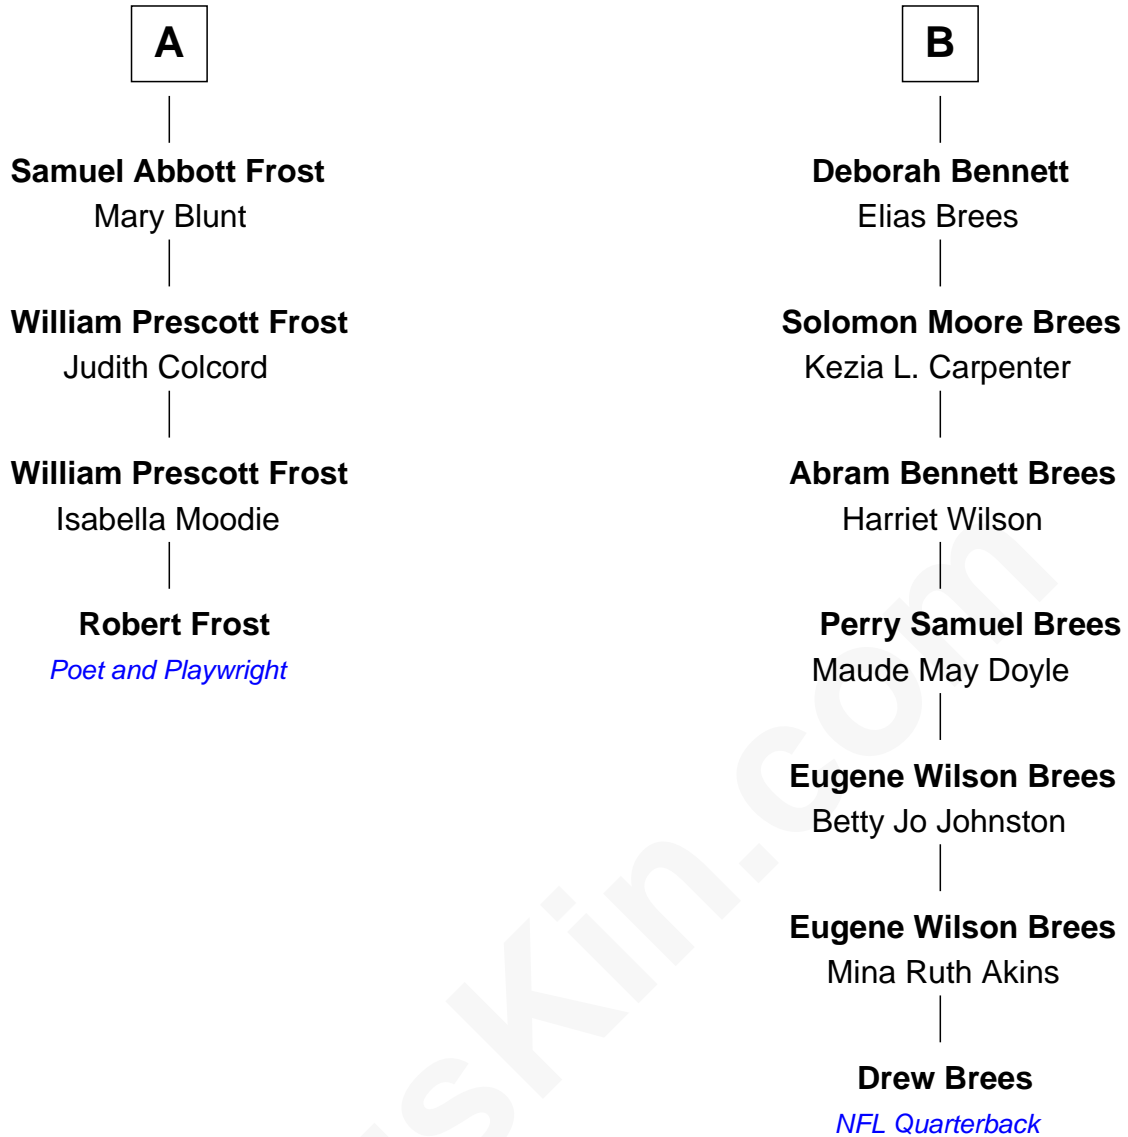 A
Samuel Abbott Frost
Mary Blunt
William Prescott Frost
Judith Colcord
William Prescott Frost
Isabella Moodie
Robert Frost
Poet and Playwright
B
Deborah Bennett
Elias Brees
Solomon Moore Brees
Kezia L. Carpenter
Abram Bennett Brees
Harriet Wilson
Perry Samuel Brees
Maude May Doyle
Eugene Wilson Brees
Betty Jo Johnston
Eugene Wilson Brees
Mina Ruth Akins
Drew Brees
NFL Quarterback
sKin.com